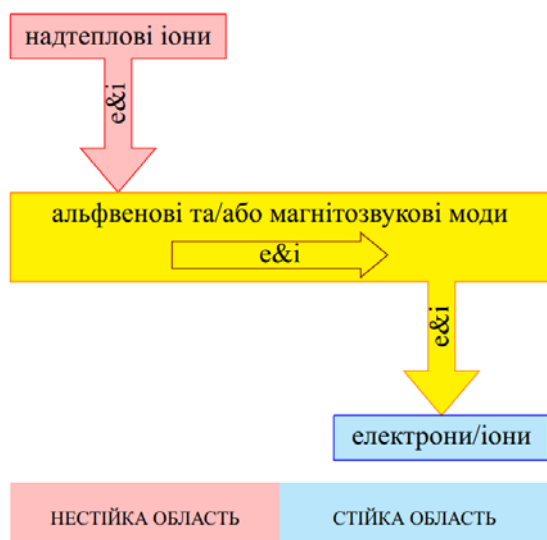 надтеплові іони
e&i
альфвенові та/або магнітозвукові моди
e&i
e&i
електрони/іони
НЕСТІЙКА ОБЛАСТЬ
СТІЙКА ОБЛАСТЬ